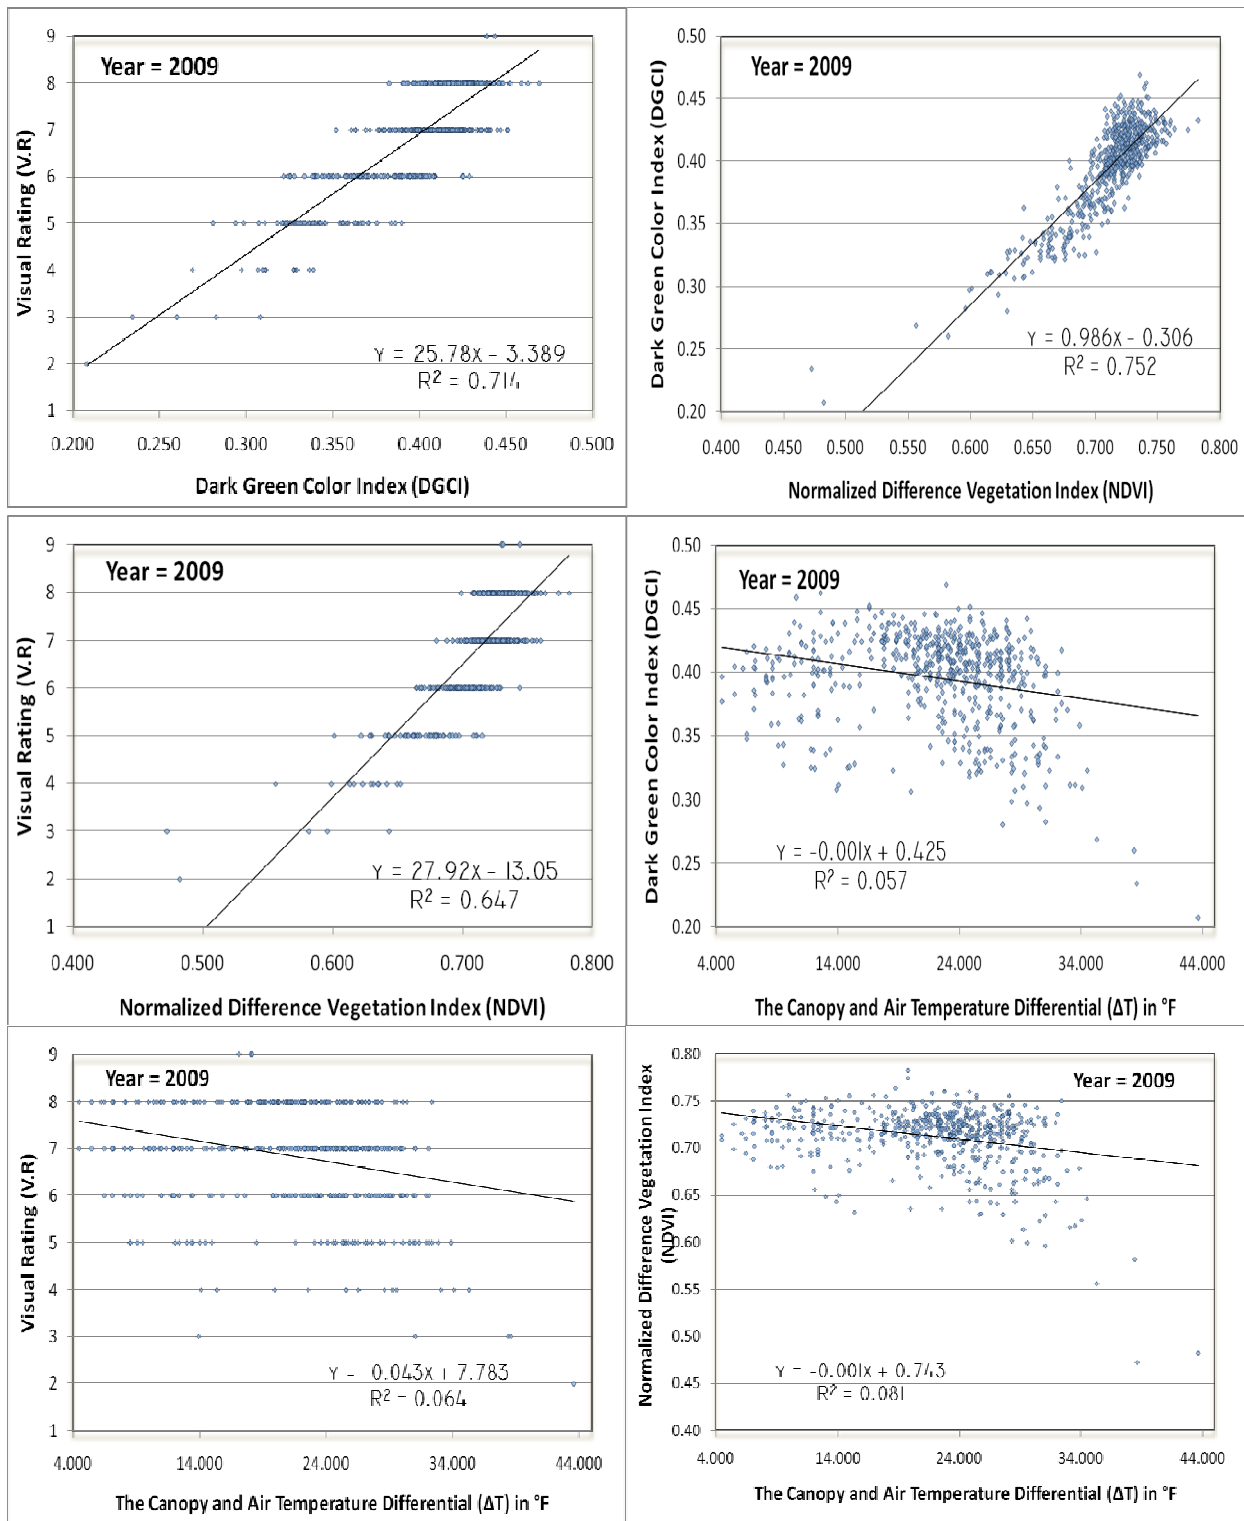 Year = 2009
Visual Rating (V.R)
9
8
7
6
5
4
3
2
1
Y = 25.78X - 3.389
R² = 0.714
0.200 0.250 0.300 0.350 0.400 0.450 0.500
Dark Green Color Index (DGCI)
Year = 2009
Dark Green Color Index (DGCI)
0.50
0.45
0.40
0.35
0.30
0.25
0.20
Y = 0.986X - 0.306
R² = 0.752
0.400 0.450 0.500 0.550 0.600 0.650 0.700 0.750 0.800
Normalized Difference Vegetation Index (NDVI)
Year = 2009
Visual Rating (V.R)
9
8
7
6
5
4
3
2
1
Y = 27.92X - 13.05
R² = 0.647
0.400 0.500 0.600 0.700 0.800
Normalized Difference Vegetation Index (NDVI)
Year = 2009
Dark Green Color Index (DGCI)
0.50
0.45
0.40
0.35
0.30
0.25
0.20
Y = -0.001X + 0.425
R² = 0.057
4.000 14.000 24.000 34.000 44.000
The Canopy and Air Temperature Differential (ΔT) in °F
Year = 2009
Visual Rating (V.R)
9
8
7
6
5
4
3
2
1
Y - 0.043X + 7.783
R² = 0.064
4.000 14.000 24.000 34.000 44.000
The Canopy and Air Temperature Differential (ΔT) in °F
Year = 2009
Normalized Difference Vegetation Index
(NDVI)
0.80
0.75
0.70
0.65
0.60
0.55
0.50
0.45
0.40
Y = -0.001X + 0.743
R² = 0.081
4.000 14.000 24.000 34.000 44.000
The Canopy and Air Temperature Differential (ΔT) in °F